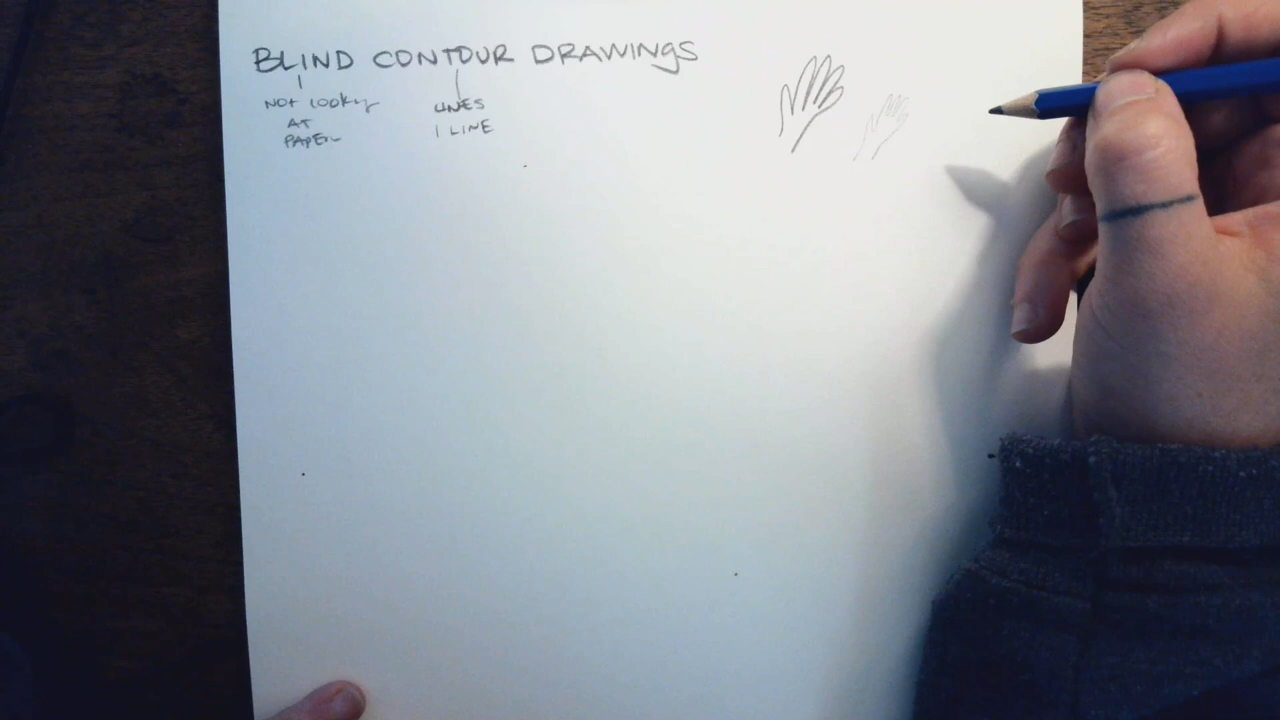 BLIND CONTOUR DRAWINGS
NOT looking
AT
PAPER
LINES
1 LINE